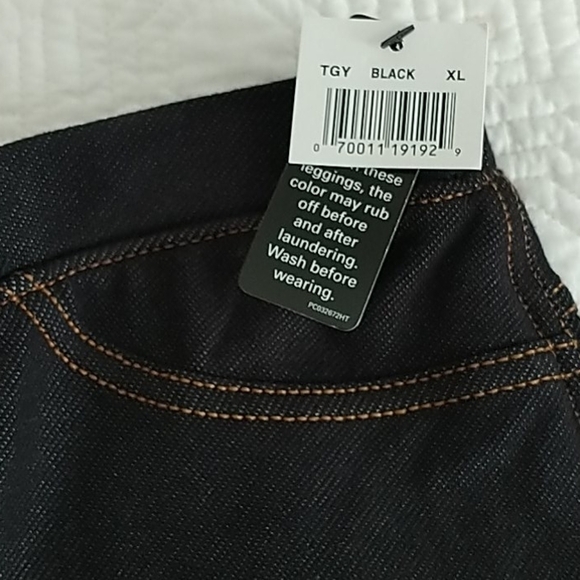 TGY BLACK XL
0 70011 19192 9
these
leggings, the
color may rub
off before
and after
laundering.
Wash before
wearing.
PC032672HT